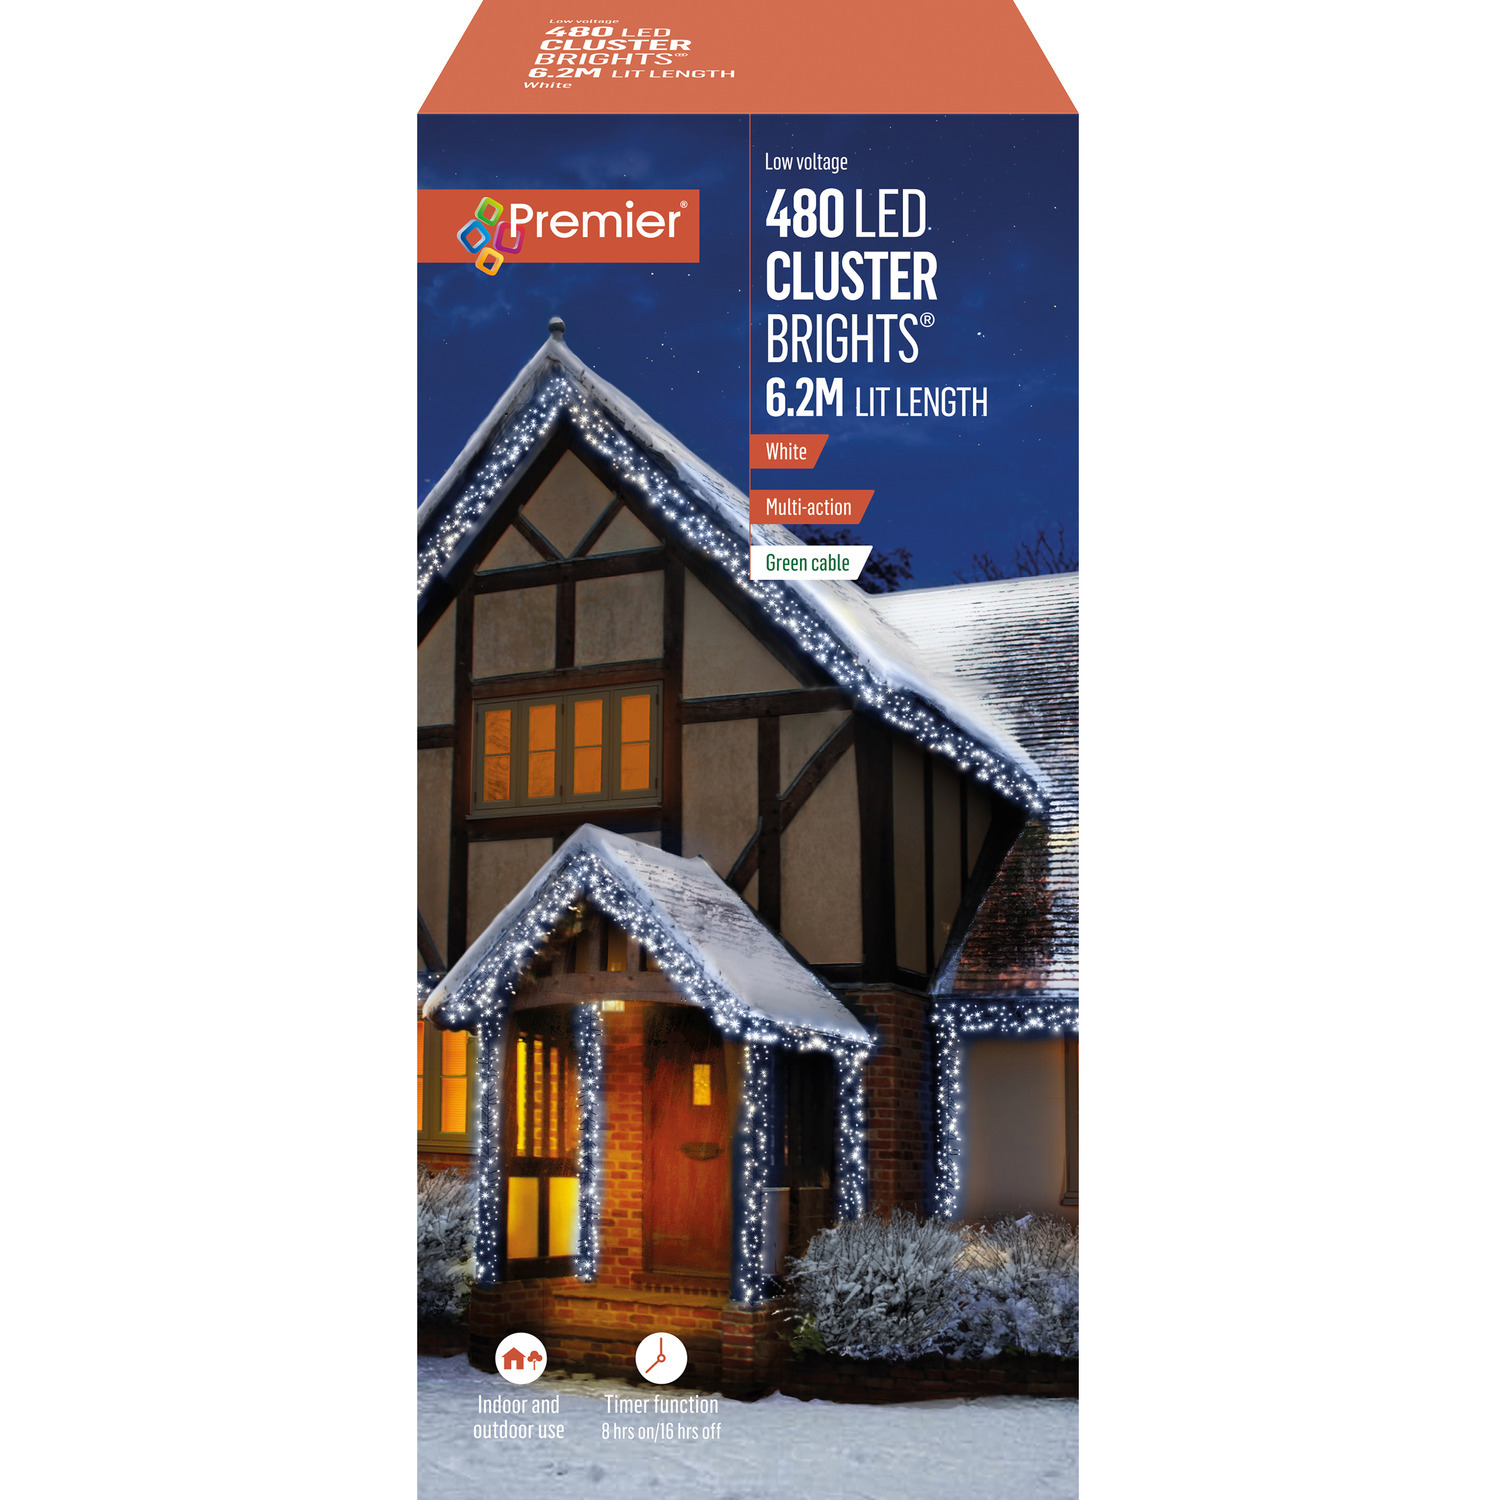 Low voltage
480 LED
CLUSTER
BRIGHTS®
6.2M LIT LENGTH
White
Premier®
Low voltage
480 LED
CLUSTER
BRIGHTS®
6.2M LIT LENGTH
White
Multi-action
Green cable
Indoor and
outdoor use
Timer function
8 hrs on/16 hrs off